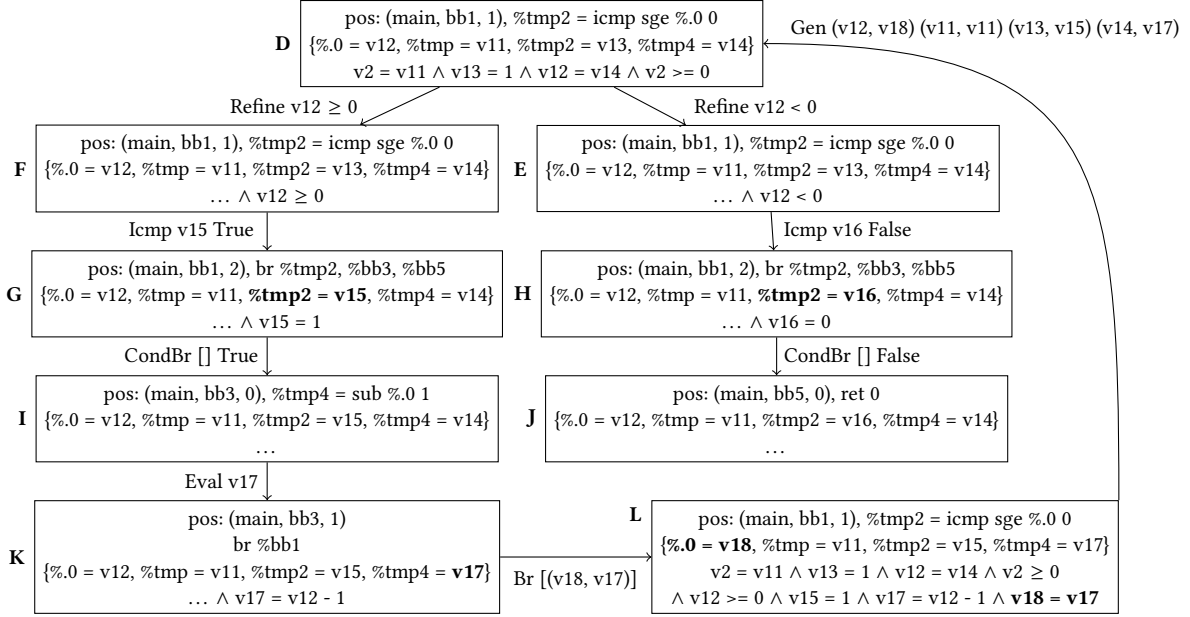 pos: (main, bb1, 1), %tmp2 = icmp sge %.0 0
Gen (v12, v18) (v11, v11) (v13, v15) (v14, v17)
D
{%.0 = v12, %tmp = v11, %tmp2 = v13, %tmp4 = v14}
v2 = v11 ∧ v13 = 1 ∧ v12 = v14 ∧ v2 >= 0
Refine v12 ≥ 0
Refine v12 < 0
pos: (main, bb1, 1), %tmp2 = icmp sge %.0 0
F
{%.0 = v12, %tmp = v11, %tmp2 = v13, %tmp4 = v14}
... ∧ v12 ≥ 0
pos: (main, bb1, 1), %tmp2 = icmp sge %.0 0
E
{%.0 = v12, %tmp = v11, %tmp2 = v13, %tmp4 = v14}
... ∧ v12 < 0
Icmp v15 True
Icmp v16 False
pos: (main, bb1, 2), br %tmp2, %bb3, %bb5
G
{%.0 = v12, %tmp = v11, %tmp2 = v15, %tmp4 = v14}
... ∧ v15 = 1
pos: (main, bb1, 2), br %tmp2, %bb3, %bb5
H
{%.0 = v12, %tmp = v11, %tmp2 = v16, %tmp4 = v14}
... ∧ v16 = 0
CondBr [] True
CondBr [] False
pos: (main, bb3, 0), %tmp4 = sub %.0 1
I
{%.0 = v12, %tmp = v11, %tmp2 = v15, %tmp4 = v14}
...
pos: (main, bb5, 0), ret 0
J
{%.0 = v12, %tmp = v11, %tmp2 = v16, %tmp4 = v14}
...
Eval v17
pos: (main, bb3, 1)
br %bb1
K
{%.0 = v12, %tmp = v11, %tmp2 = v15, %tmp4 = v17}
... ∧ v17 = v12 - 1
Br [(v18, v17)]
L
pos: (main, bb1, 1), %tmp2 = icmp sge %.0 0
{%.0 = v18, %tmp = v11, %tmp2 = v15, %tmp4 = v17}
v2 = v11 ∧ v13 = 1 ∧ v12 = v14 ∧ v2 ≥ 0
∧ v12 >= 0 ∧ v15 = 1 ∧ v17 = v12 - 1 ∧ v18 = v17